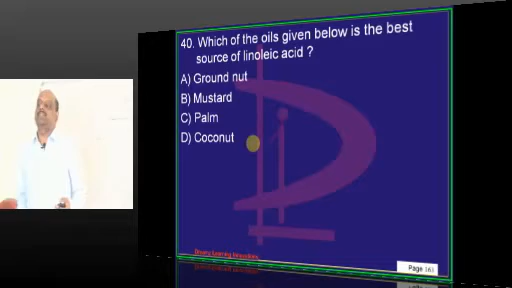 40. Which of the oils given below is the best
source of linoleic acid ?
A) Ground nut
B) Mustard
C) Palm
D) Coconut
Page 161